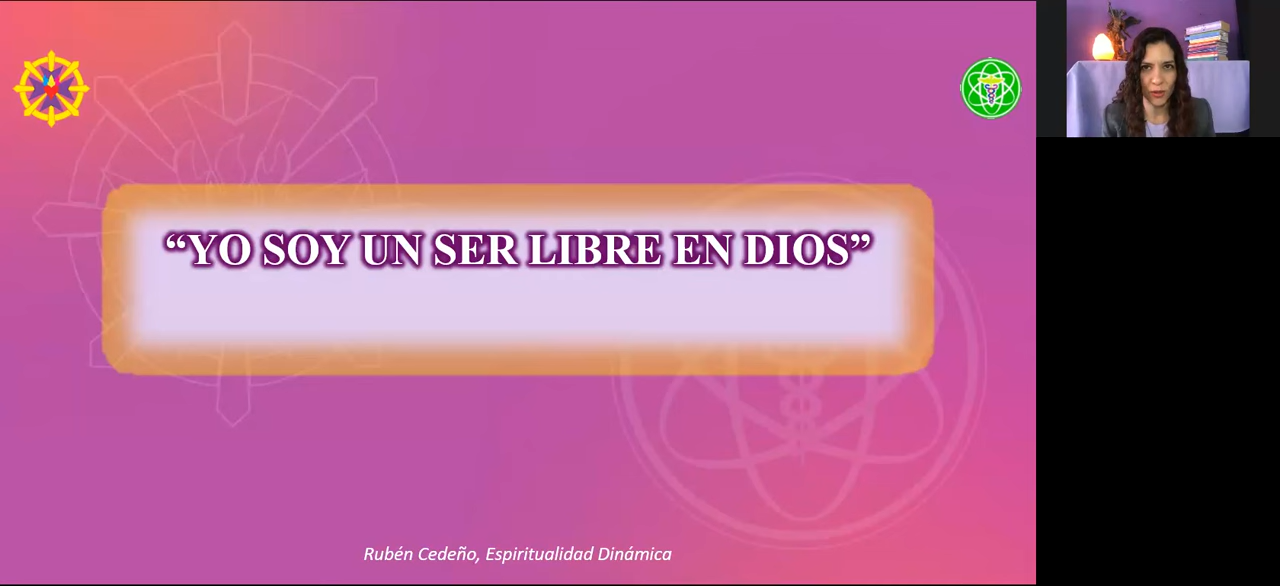 “YO SOY UN SER LIBRE EN DIOS”
Rubén Cedeño, Espiritualidad Dinámica